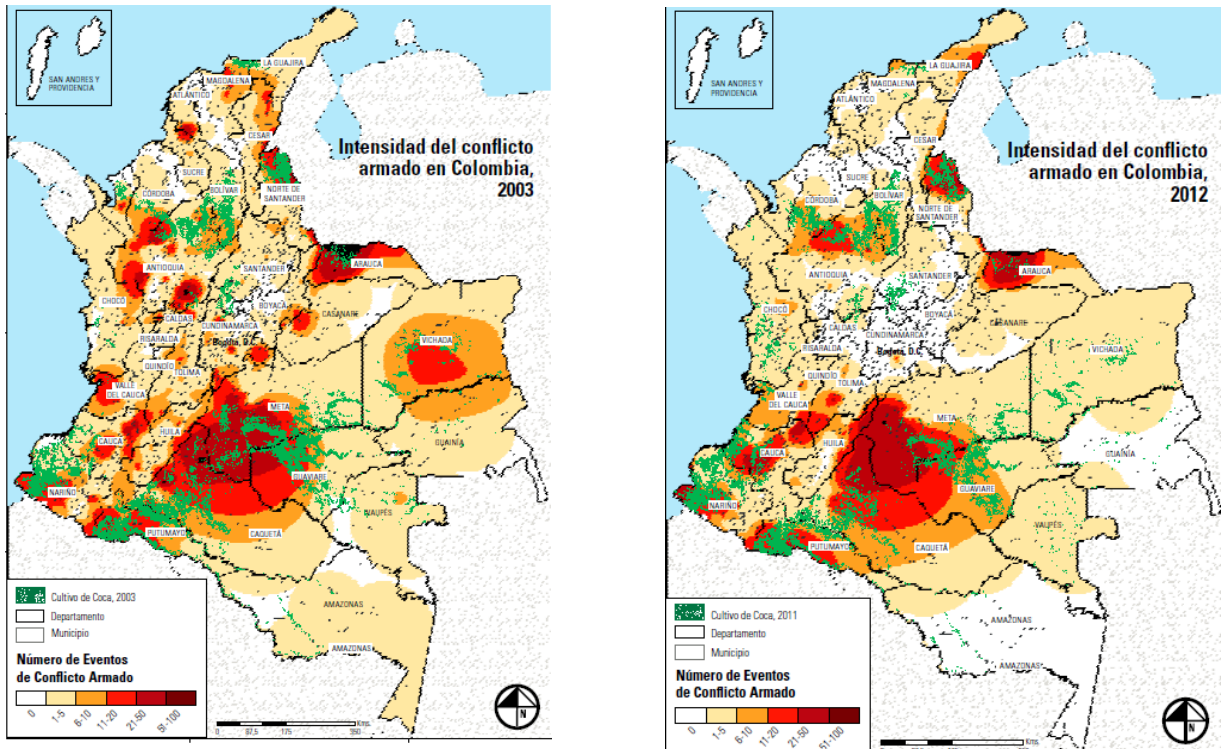 SAN ANDRES Y
PROVIDENCIA
LA GUAJIRA
MAGDALENA
ATLÁNTICO
CESAR
Intensidad del conflicto
armado en Colombia,
2003
SUCRE
BOLÍVAR
CÓRDOBA
NORTE DE
SANTANDER
ANTIOQUIA
SANTANDER
ARAUCA
CHOCÓ
BOYACÁ
CALDAS
CASANARE
CUNDINAMARCA
RISARALDA
Bogotá, D.C.
VICHADA
QUINDÍO
TOLIMA
VALLE
DEL CAUCA
META
HUILA
CAUCA
GUAINÍA
GUAVIARE
NARIÑO
VAUPÉS
PUTUMAYO
CAQUETÁ
AMAZONAS
AMAZONAS
Cultivo de Coca, 2003
Departamento
Municipio
Número de Eventos
de Conflicto Armado
0 1-5 6-10 11-20 21-50 51-100
0 87,5 175 350 Kms.
N
SAN ANDRES Y
PROVIDENCIA
LA GUAJIRA
MAGDALENA
ATLÁNTICO
CESAR
Intensidad del conflicto
armado en Colombia,
2012
SUCRE
BOLÍVAR
CÓRDOBA
NORTE DE
SANTANDER
ANTIOQUIA
SANTANDER
ARAUCA
CHOCÓ
BOYACÁ
CALDAS
CASANARE
CUNDINAMARCA
RISARALDA
Bogotá, D.C.
VICHADA
QUINDÍO
TOLIMA
VALLE
DEL CAUCA
META
HUILA
CAUCA
GUAINÍA
GUAVIARE
NARIÑO
VAUPÉS
PUTUMAYO
CAQUETÁ
AMAZONAS
AMAZONAS
Cultivo de Coca, 2011
Departamento
Municipio
Número de Eventos
de Conflicto Armado
0 1-5 6-10 11-20 21-50 51-100
Kms.
N